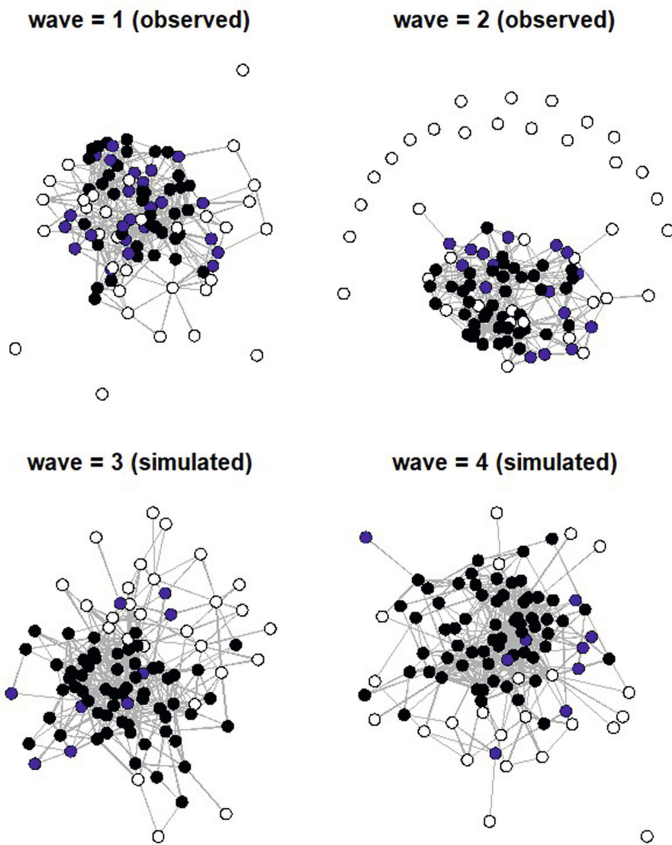 wave = 1 (observed)
wave = 2 (observed)
wave = 3 (simulated)
wave = 4 (simulated)